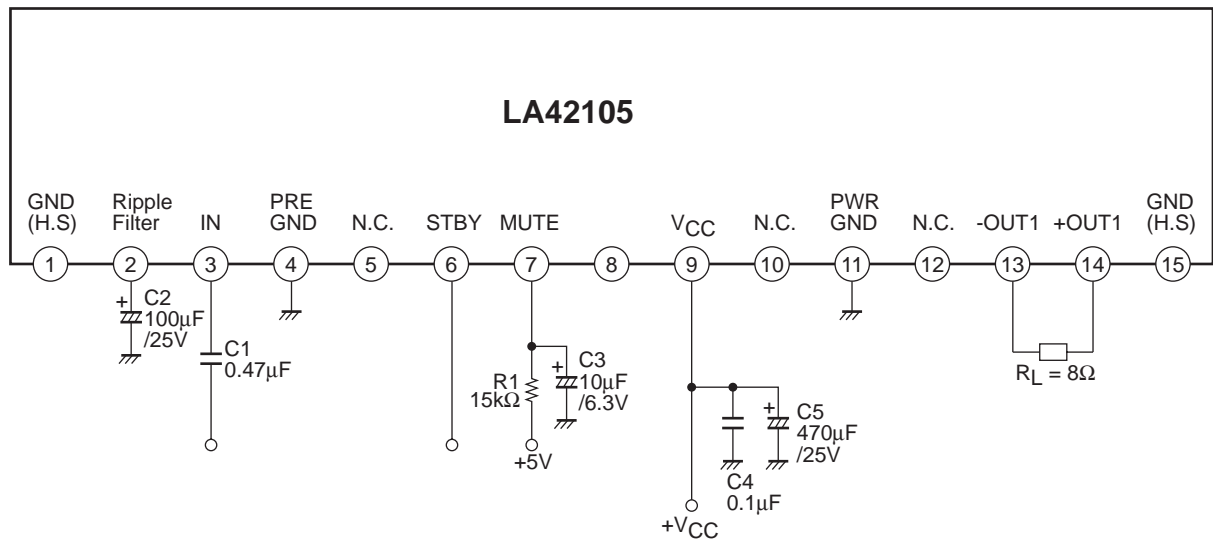 LA42105
GND
(H.S)
Ripple
Filter
IN
PRE
GND
N.C.
STBY
MUTE
VCC
N.C.
PWR
GND
N.C.
-OUT1
+OUT1
GND
(H.S)
1
2
3
4
5
6
7
8
9
10
11
12
13
14
15
+
C2
100μF
/25V
C1
0.47μF
R1
15kΩ
+5V
+
C3
10μF
/6.3V
C4
0.1μF
+
C5
470μF
/25V
+VCC
RL = 8Ω